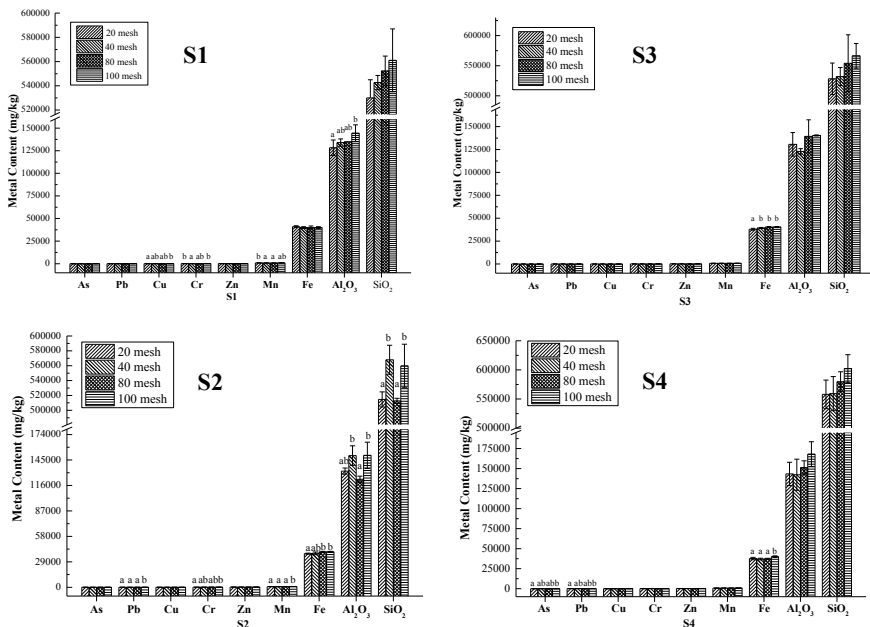 600000
580000
560000
540000
520000
150000
125000
100000
75000
50000
25000
0
Metal Content (mg/kg)
20 mesh
40 mesh
80 mesh
100 mesh
S1
a ab ab b
b a ab b
b a a ab
a ab ab b
As Pb Cu Cr Zn Mn Fe Al₂O₃ SiO₂
S1
600000
550000
500000
150000
125000
100000
75000
50000
25000
0
Metal Content (mg/kg)
20 mesh
40 mesh
80 mesh
100 mesh
S3
a b b b
As Pb Cu Cr Zn Mn Fe Al₂O₃ SiO₂
S3
600000
580000
560000
540000
520000
510000
500000
174000
145000
116000
87000
58000
29000
0
Metal Content (mg/kg)
20 mesh
40 mesh
80 mesh
100 mesh
S2
a a a b
a ab ab b
a a a b
a ab b b
ab b a b
a b a b
As Pb Cu Cr Zn Mn Fe Al₂O₃ SiO₂
S2
650000
600000
550000
500000
175000
150000
125000
100000
75000
50000
25000
0
Metal Content (mg/kg)
20 mesh
40 mesh
80 mesh
100 mesh
S4
a ab ab b
a ab ab b
a a a b
As Pb Cu Cr Zn Mn Fe Al₂O₃ SiO₂
S4